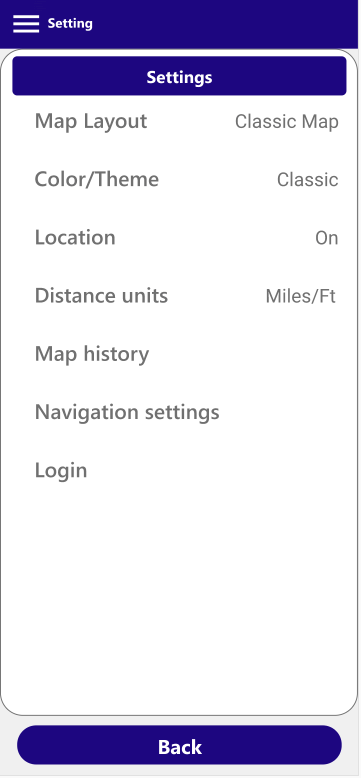 Setting
Settings
Map Layout Classic Map
Color/Theme Classic
Location On
Distance units Miles/Ft
Map history
Navigation settings
Login
Back